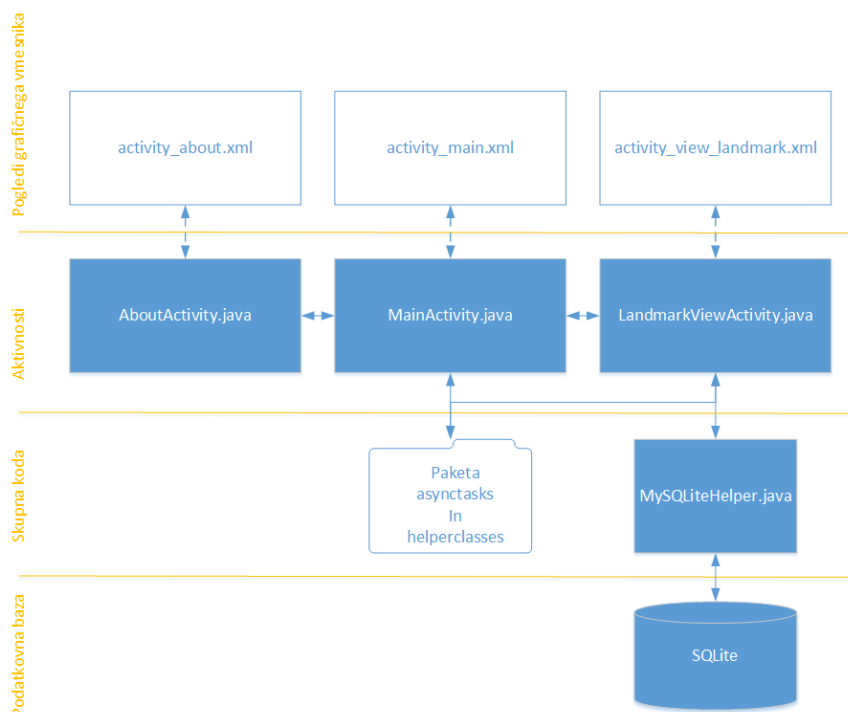 Pogledi grafičnega vmesnika
activity_about.xml
activity_main.xml
activity_view_landmark.xml
Aktivnosti
AboutActivity.java
MainActivity.java
LandmarkViewActivity.java
Skupna koda
Paketa
asynctasks
In
helperclasses
MySQLiteHelper.java
Podatkovna baza
SQLite